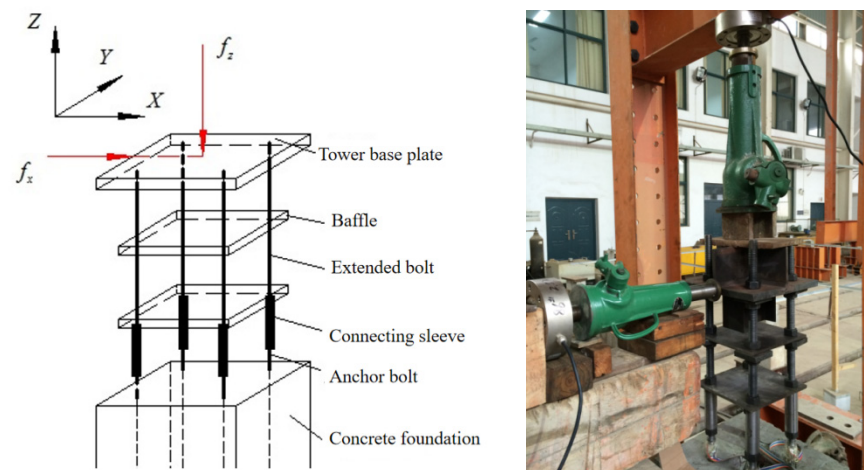 Z
Y
X
f_z
f_x
Tower base plate
Baffle
Extended bolt
Connecting sleeve
Anchor bolt
Concrete foundation